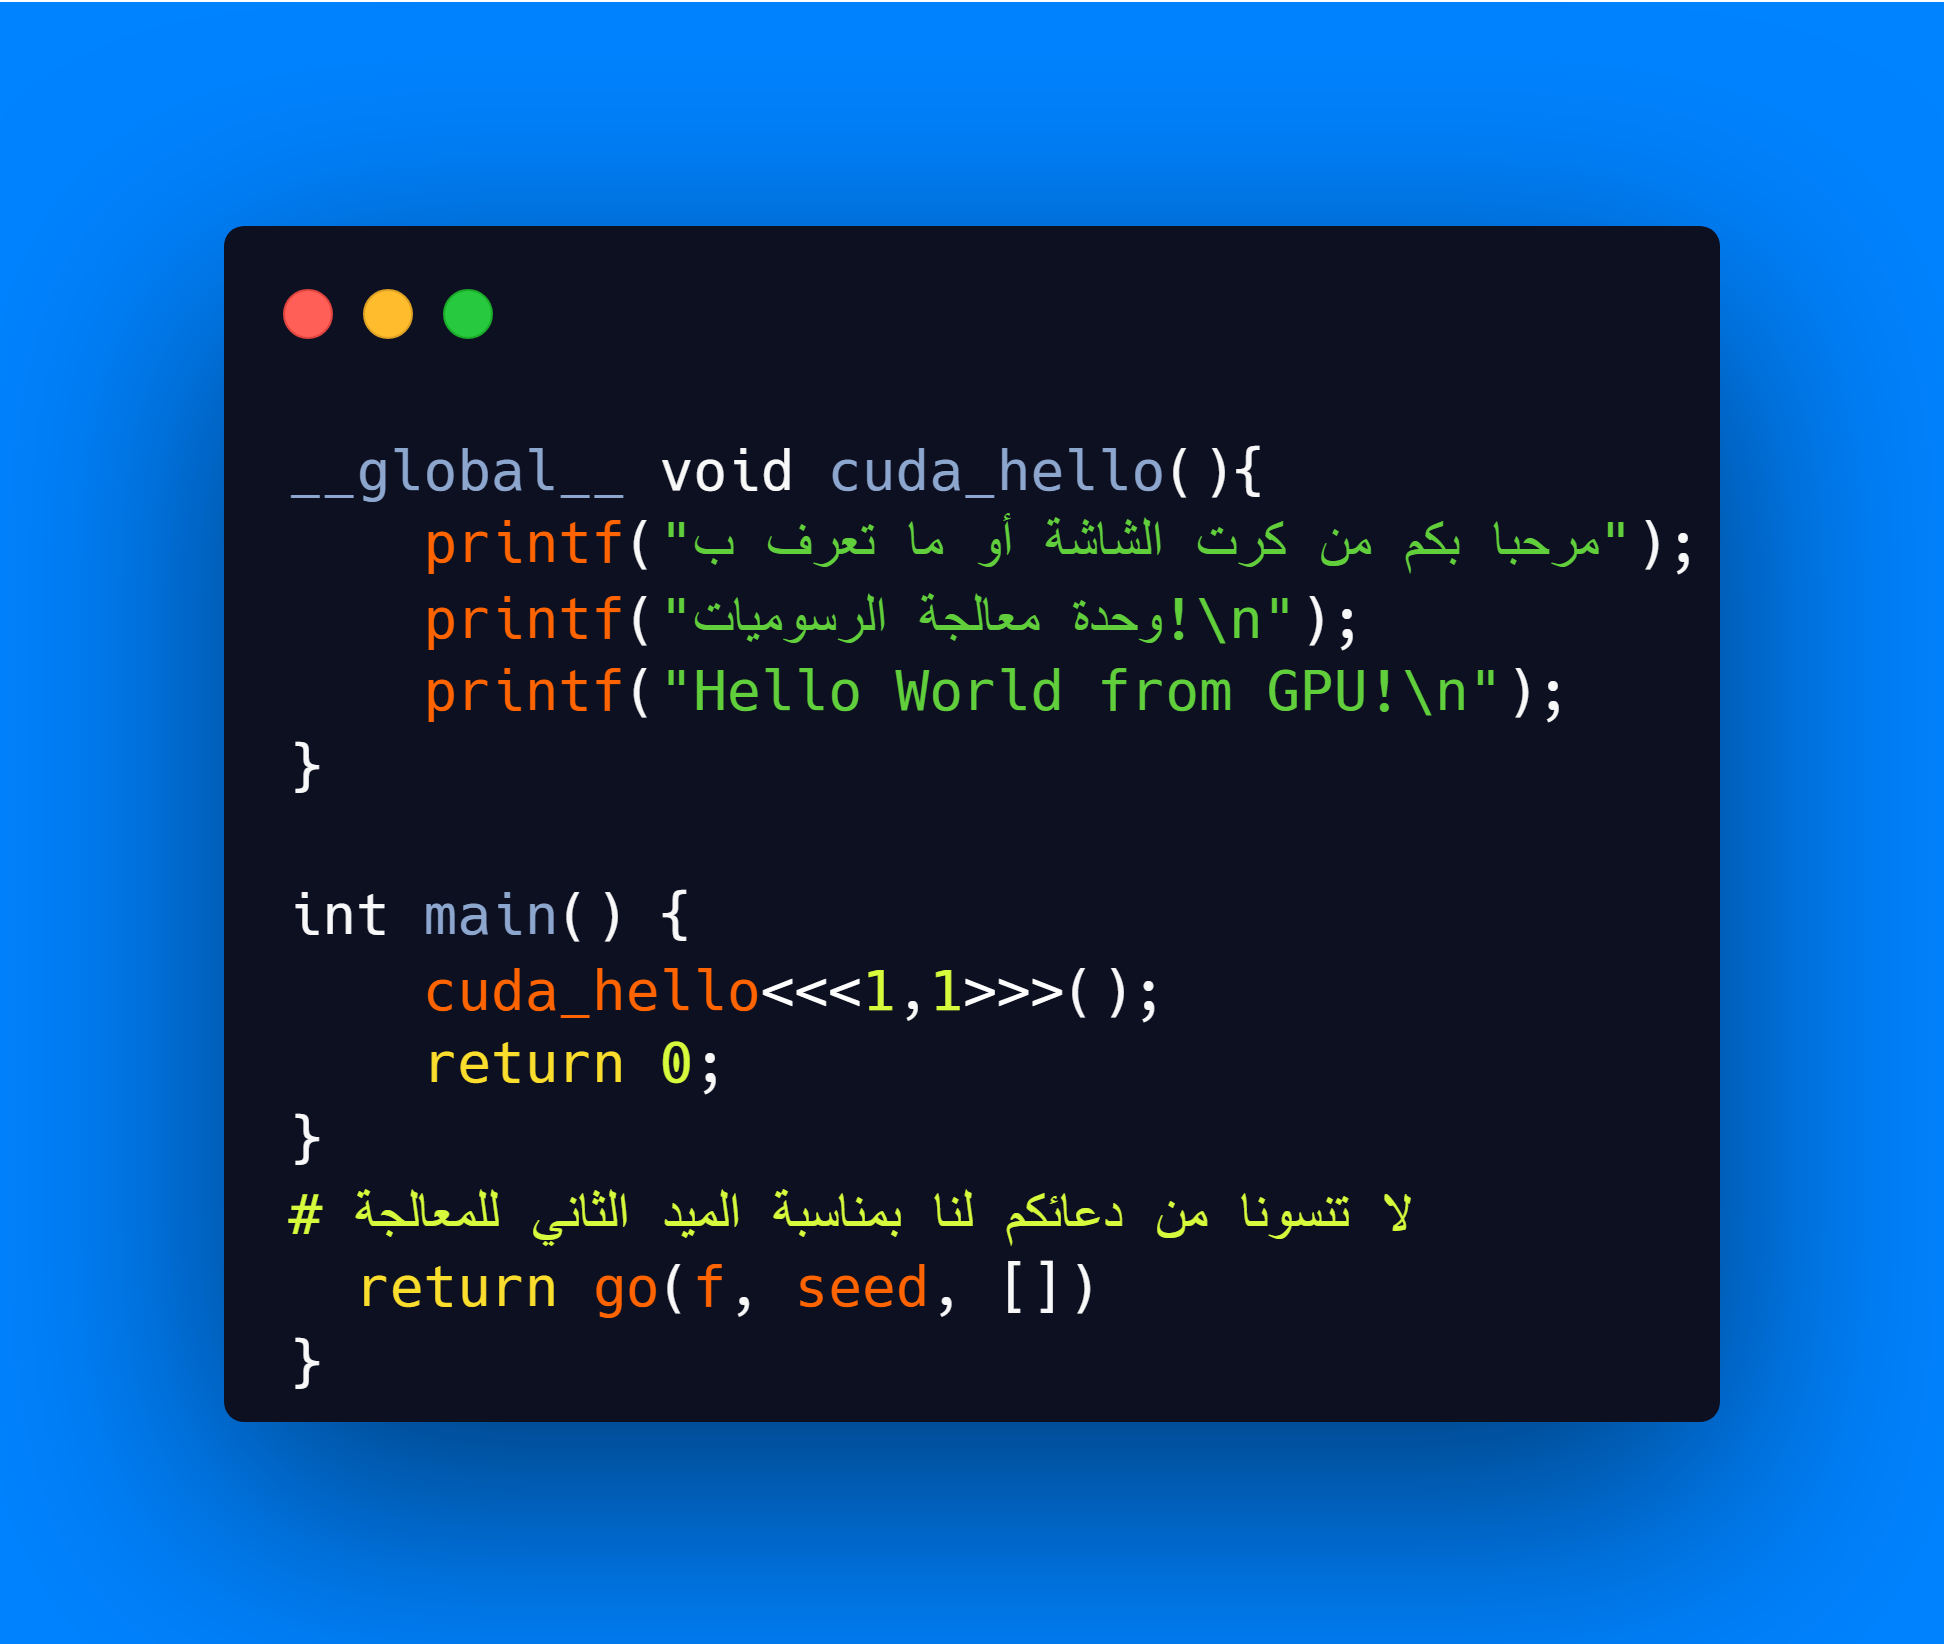 __global__ void cuda_hello(){
    printf("مرحبا بكم من كرت الشاشة أو ما تعرف ب");
    printf("وحدة معالجة الرسوميات!\n");
    printf("Hello World from GPU!\n");
}

int main() {
    cuda_hello<<<1,1>>>();
    return 0;
}
# لا تنسونا من دعائكم لنا بمناسبة الميد الثاني للمعالجة
  return go(f, seed, [])
}